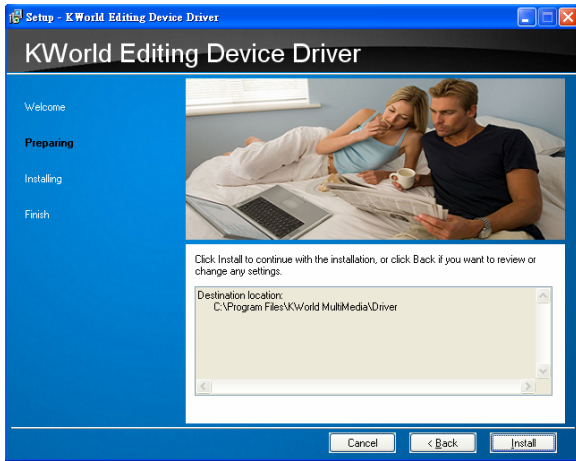 Setup - KWorld Editing Device Driver
KWorld Editing Device Driver
Welcome
Preparing
Installing
Finish
Click Install to continue with the installation, or click Back if you want to review or
change any settings.
Destination location:
C:\Program Files\KWorld MultiMedia\Driver
Cancel
< Back
Install